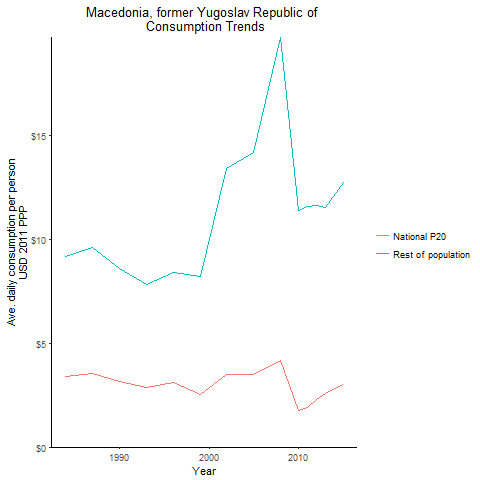 Macedonia, former Yugoslav Republic of
Consumption Trends
Ave. daily consumption per person
USD 2011 PPP
$15
$10
$5
$0
1990
2000
2010
Year
National P20
Rest of population